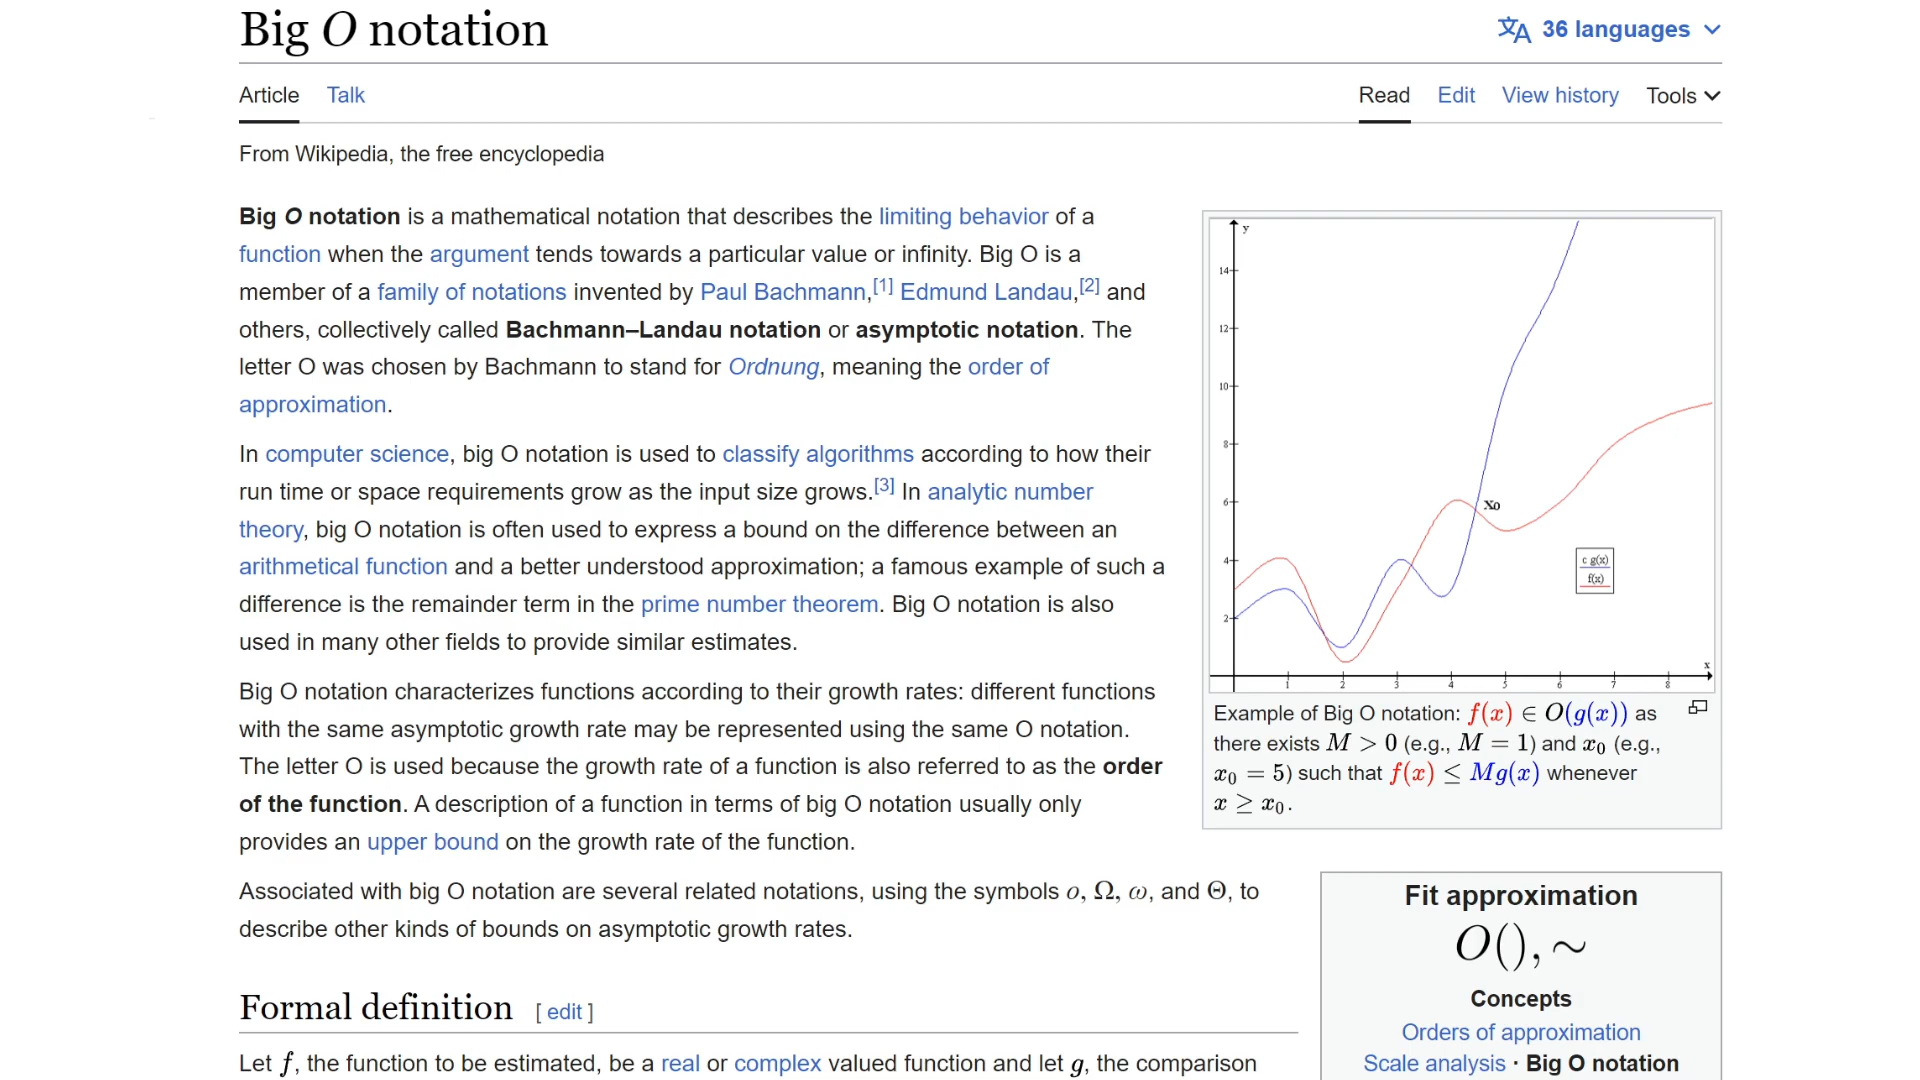 Big O notation
文A 36 languages
Article Talk
Read Edit View history Tools
From Wikipedia, the free encyclopedia
Big O notation is a mathematical notation that describes the limiting behavior of a
function when the argument tends towards a particular value or infinity. Big O is a
member of a family of notations invented by Paul Bachmann,[1] Edmund Landau,[2] and
others, collectively called Bachmann–Landau notation or asymptotic notation. The
letter O was chosen by Bachmann to stand for Ordnung, meaning the order of
approximation.
In computer science, big O notation is used to classify algorithms according to how their
run time or space requirements grow as the input size grows.[3] In analytic number
theory, big O notation is often used to express a bound on the difference between an
arithmetical function and a better understood approximation; a famous example of such a
difference is the remainder term in the prime number theorem. Big O notation is also
used in many other fields to provide similar estimates.
Big O notation characterizes functions according to their growth rates: different functions
with the same asymptotic growth rate may be represented using the same O notation.
The letter O is used because the growth rate of a function is also referred to as the order
of the function. A description of a function in terms of big O notation usually only
provides an upper bound on the growth rate of the function.
Associated with big O notation are several related notations, using the symbols o, Ω, ω, and Θ, to
describe other kinds of bounds on asymptotic growth rates.
Formal definition [ edit ]
Let f, the function to be estimated, be a real or complex valued function and let g, the comparison
y
14
12
10
8
6
4
2
x0
c g(x)
f(x)
x
1 2 3 4 5 6 7 8
Example of Big O notation: f(x) ∈ O(g(x)) as
there exists M > 0 (e.g., M = 1) and x0 (e.g.,
x0 = 5) such that f(x) ≤ Mg(x) whenever
x ≥ x0.
Fit approximation
O(), ~
Concepts
Orders of approximation
Scale analysis · Big O notation